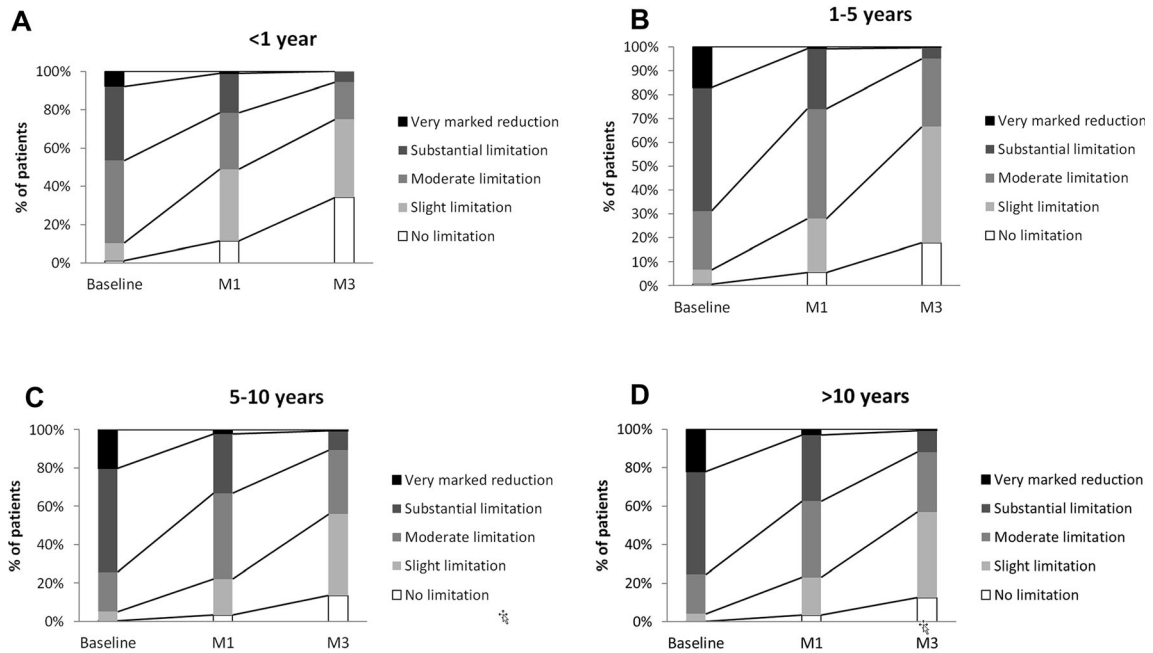 A
<1 year
100%
80%
60%
40%
20%
0%
% of patients
Baseline M1 M3
Very marked reduction
Substantial limitation
Moderate limitation
Slight limitation
No limitation
B
1-5 years
100%
90%
80%
70%
60%
50%
40%
30%
20%
10%
0%
% of patients
Baseline M1 M3
Very marked reduction
Substantial limitation
Moderate limitation
Slight limitation
No limitation
C
5-10 years
100%
80%
60%
40%
20%
0%
% of patients
Baseline M1 M3
Very marked reduction
Substantial limitation
Moderate limitation
Slight limitation
No limitation
D
>10 years
100%
80%
60%
40%
20%
0%
% of patients
Baseline M1 M3
Very marked reduction
Substantial limitation
Moderate limitation
Slight limitation
No limitation